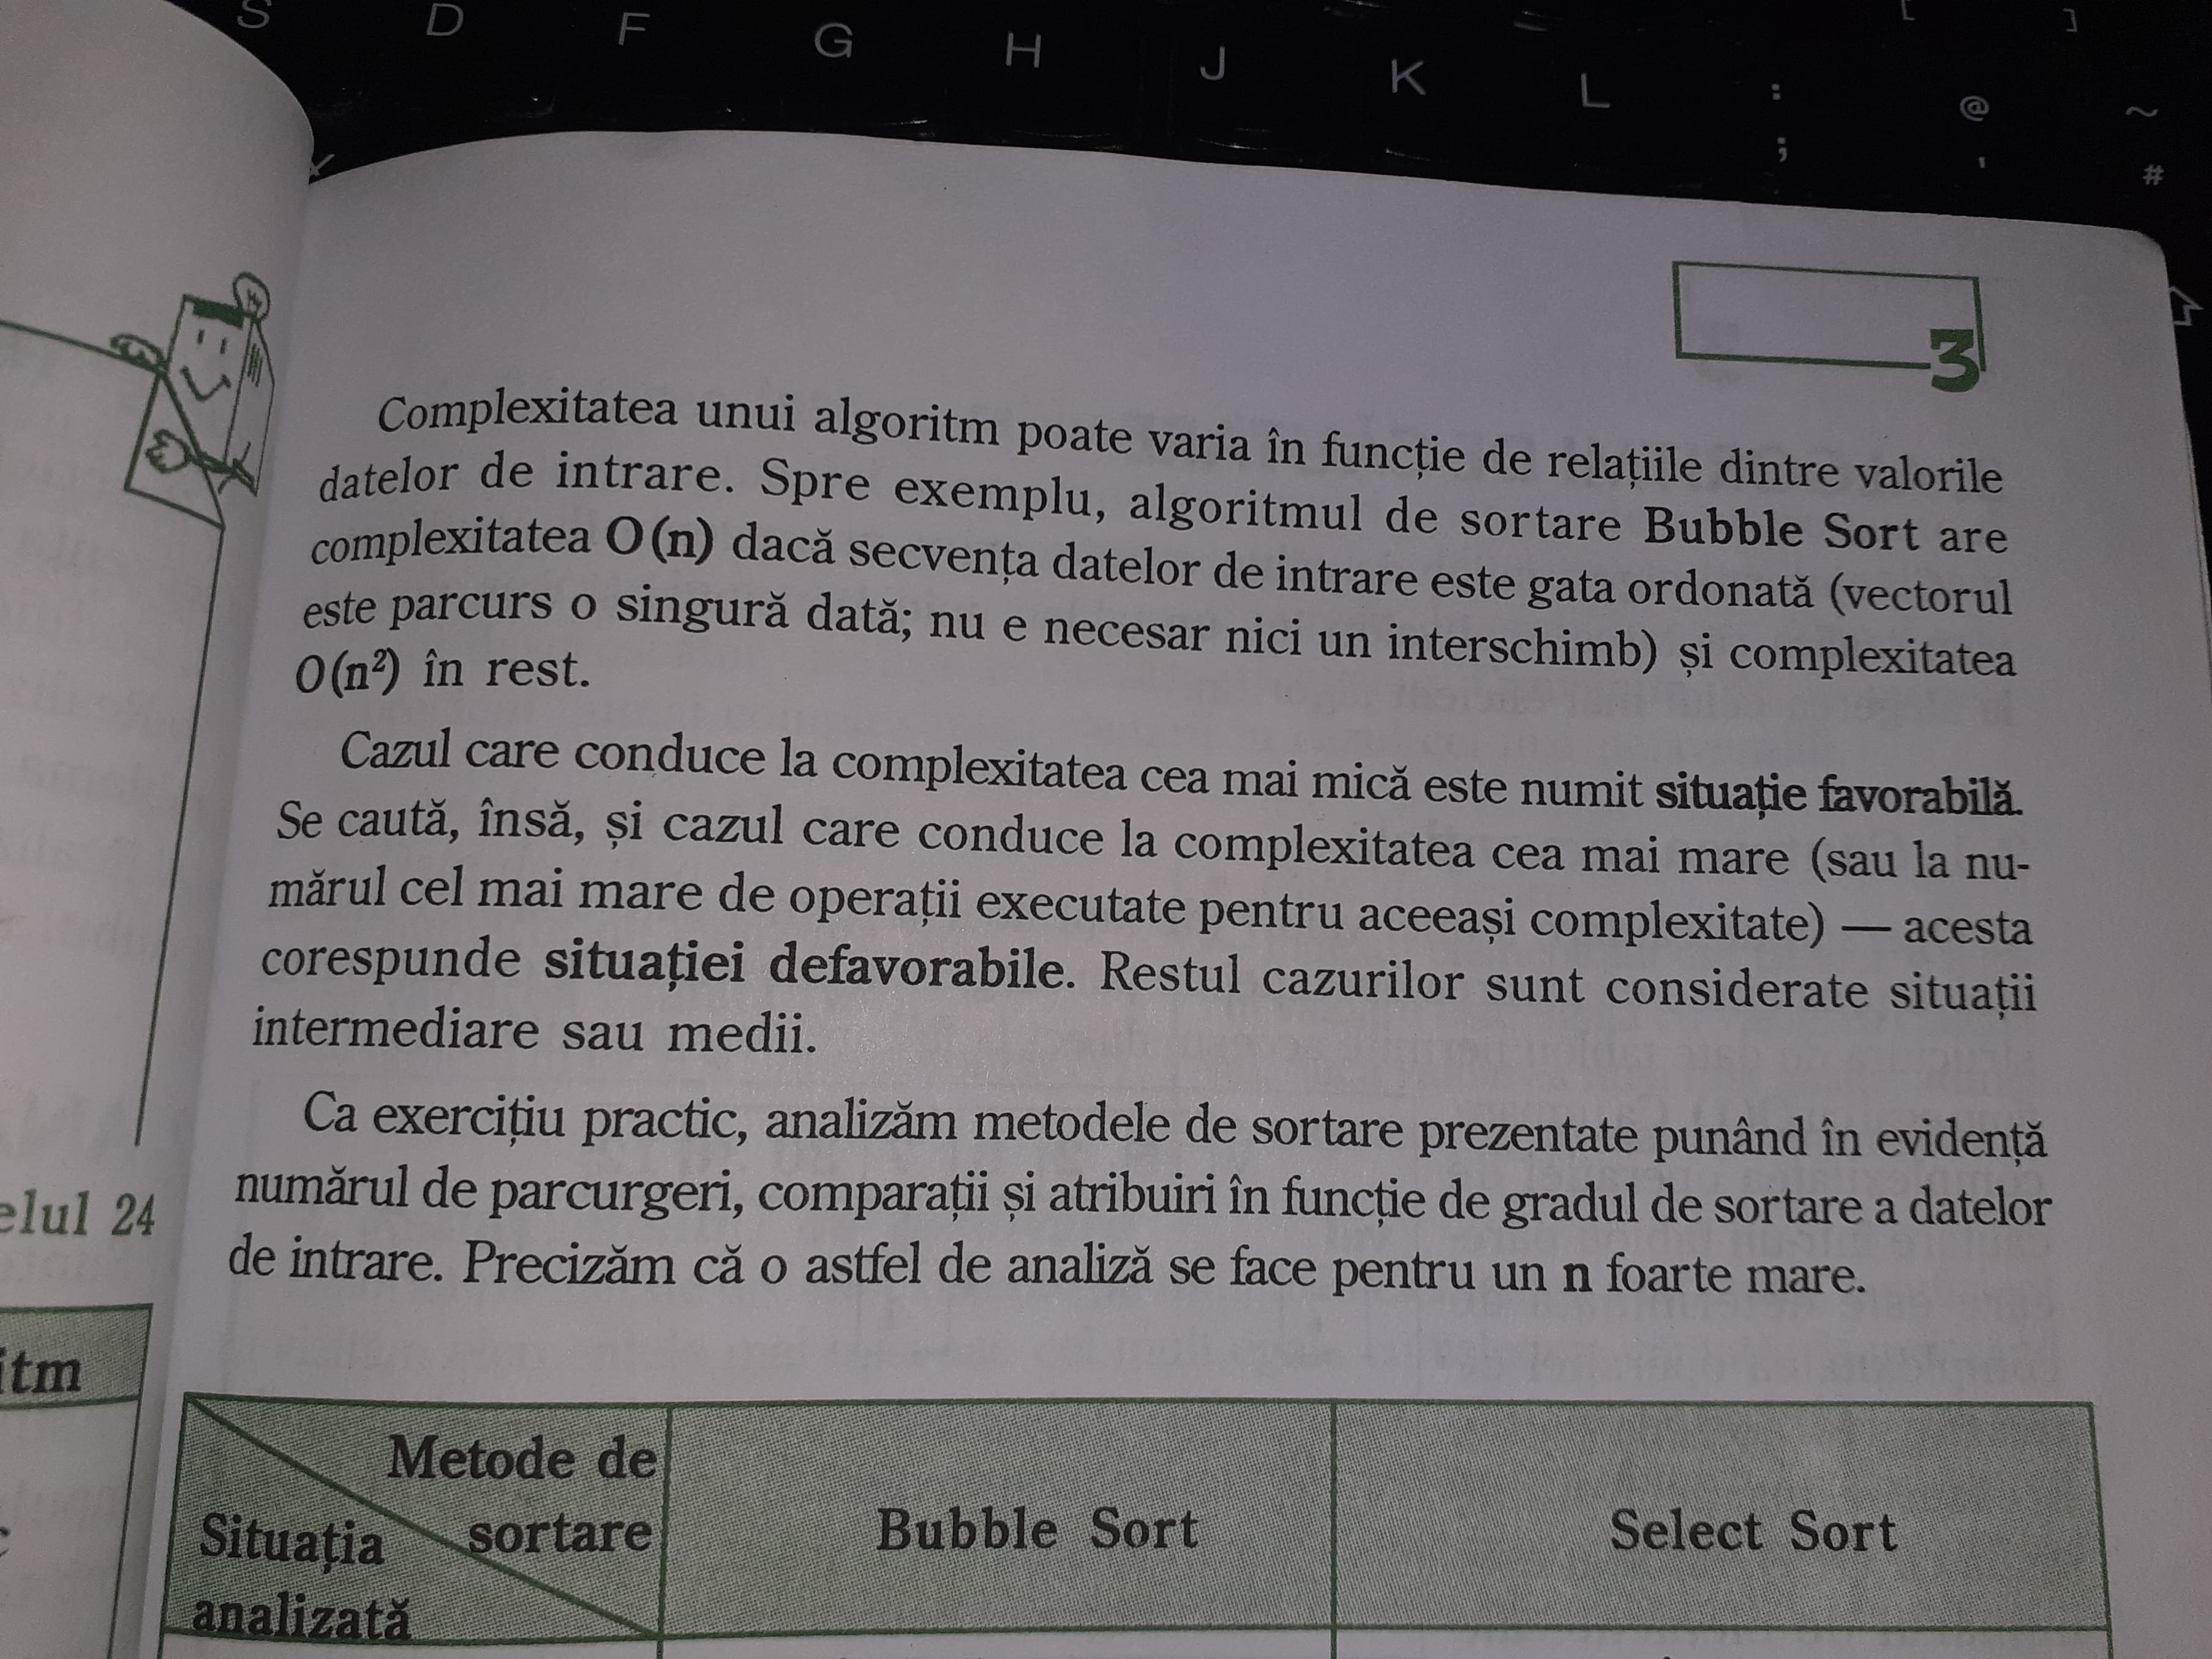 S D F G H J K L : @ ~
; ' #
[ ]
3
Complexitatea unui algoritm poate varia în funcție de relațiile dintre valorile
datelor de intrare. Spre exemplu, algoritmul de sortare Bubble Sort are
complexitatea O(n) dacă secvența datelor de intrare este gata ordonată (vectorul
este parcurs o singură dată; nu e necesar nici un interschimb) și complexitatea
O(n²) în rest.
Cazul care conduce la complexitatea cea mai mică este numit situație favorabilă.
Se caută, însă, și cazul care conduce la complexitatea cea mai mare (sau la nu-
mărul cel mai mare de operații executate pentru aceeași complexitate) — acesta
corespunde situației defavorabile. Restul cazurilor sunt considerate situații
intermediare sau medii.
Ca exercițiu practic, analizăm metodele de sortare prezentate punând în evidență
numărul de parcurgeri, comparații și atribuiri în funcție de gradul de sortare a datelor
de intrare. Precizăm că o astfel de analiză se face pentru un n foarte mare.
elul 24
itm
Metode de
sortare
Situația
analizată
Bubble Sort
Select Sort